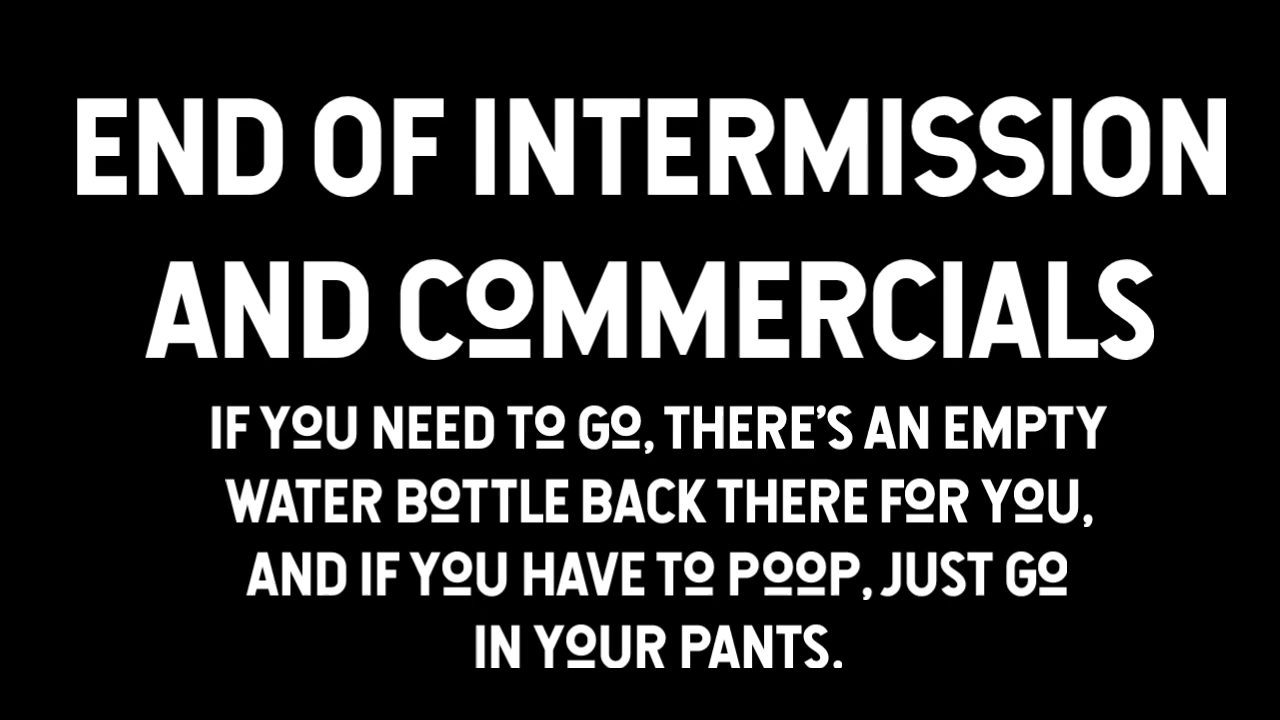 END OF INTERMISSION
AND COMMERCIALS
IF YOU NEED TO GO, THERE'S AN EMPTY
WATER BOTTLE BACK THERE FOR YOU,
AND IF YOU HAVE TO POOP, JUST GO
IN YOUR PANTS.